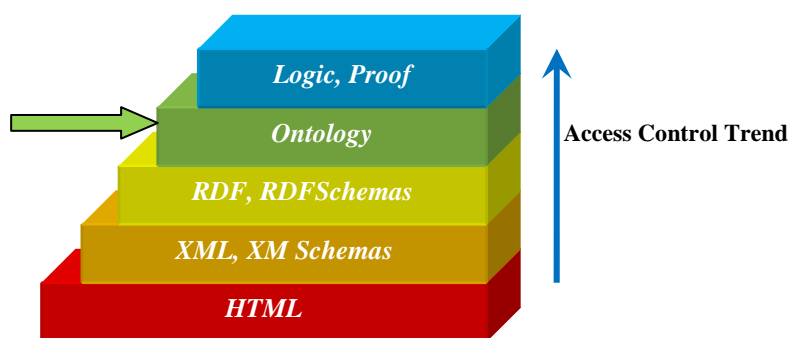 Logic, Proof
Ontology
Access Control Trend
RDF, RDFSchemas
XML, XM Schemas
HTML